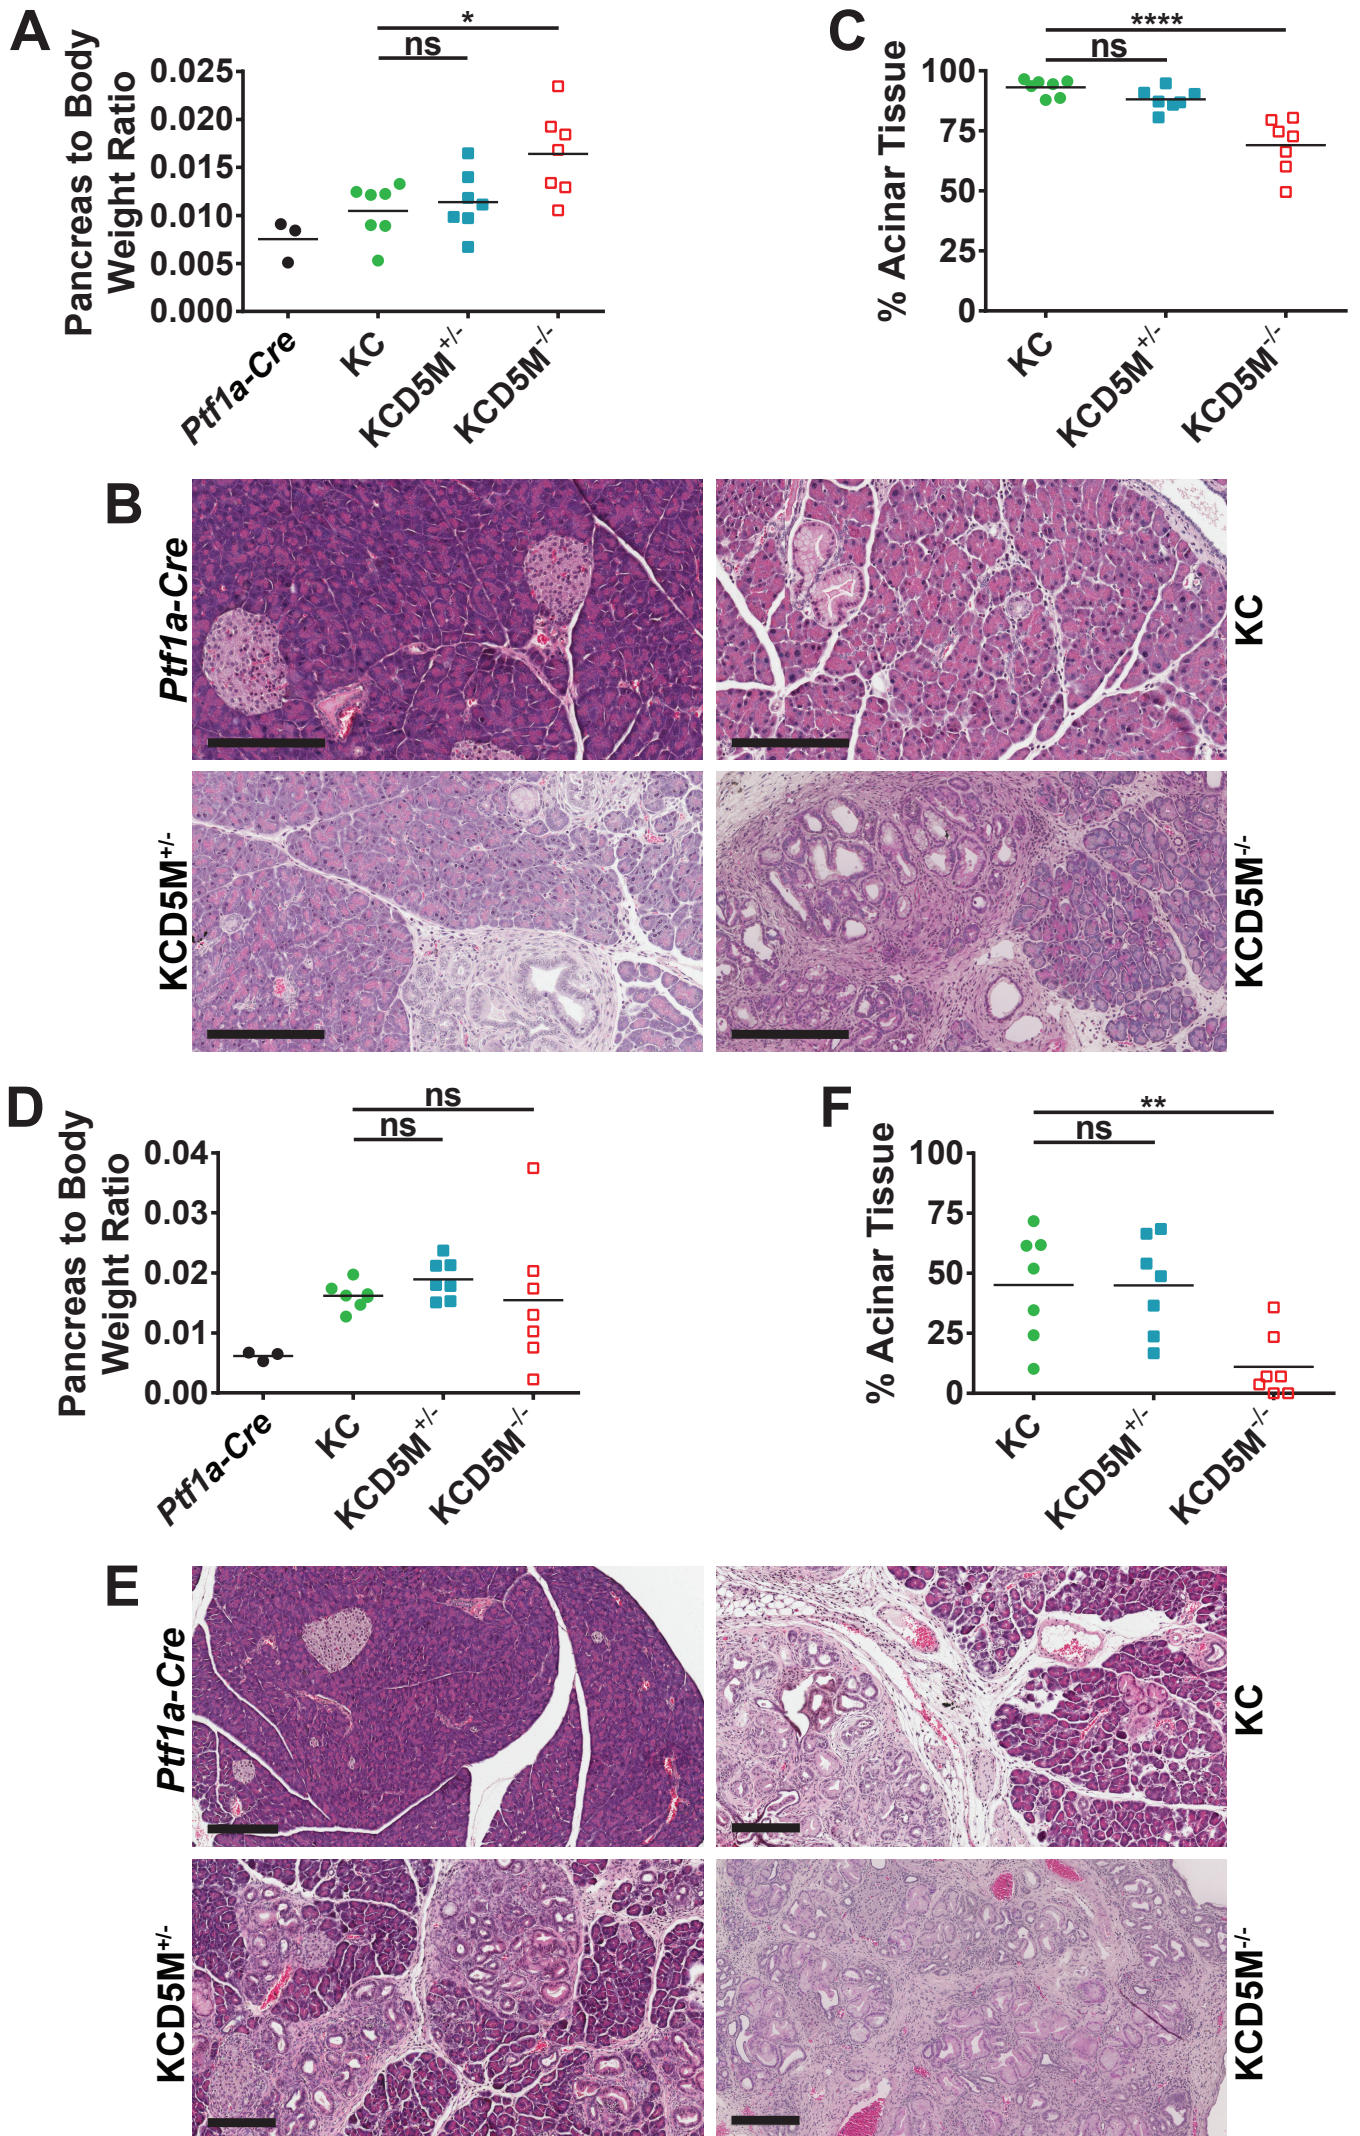 A
Pancreas to Body
Weight Ratio
0.025
0.020
0.015
0.010
0.005
0.000
*
ns
Ptf1a-Cre
KC
KCD5M+/-
KCD5M-/-
C
% Acinar Tissue
100
75
50
25
0
****
ns
KC
KCD5M+/-
KCD5M-/-
B
Ptf1a-Cre
KC
KCD5M+/-
KCD5M-/-
D
Pancreas to Body
Weight Ratio
0.04
0.03
0.02
0.01
0.00
ns
ns
Ptf1a-Cre
KC
KCD5M+/-
KCD5M-/-
F
% Acinar Tissue
100
75
50
25
0
**
ns
KC
KCD5M+/-
KCD5M-/-
E
Ptf1a-Cre
KC
KCD5M+/-
KCD5M-/-